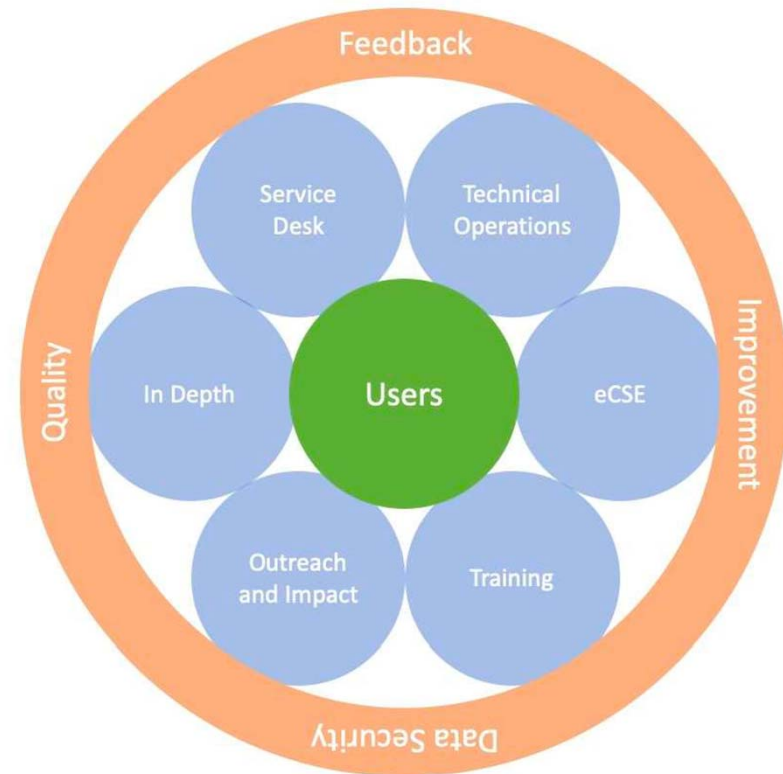 Feedback
Service
Desk
Technical
Operations
Quality
In Depth
Users
eCSE
Improvement
Outreach
and Impact
Training
Data Security